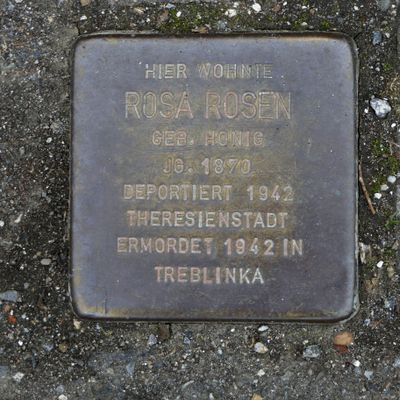 HIER WOHNTE
ROSA ROSEN
GEB. HONIG
JG. 1870
DEPORTIERT 1942
THERESIENSTADT
ERMORDET 1942 IN
TREBLINKA